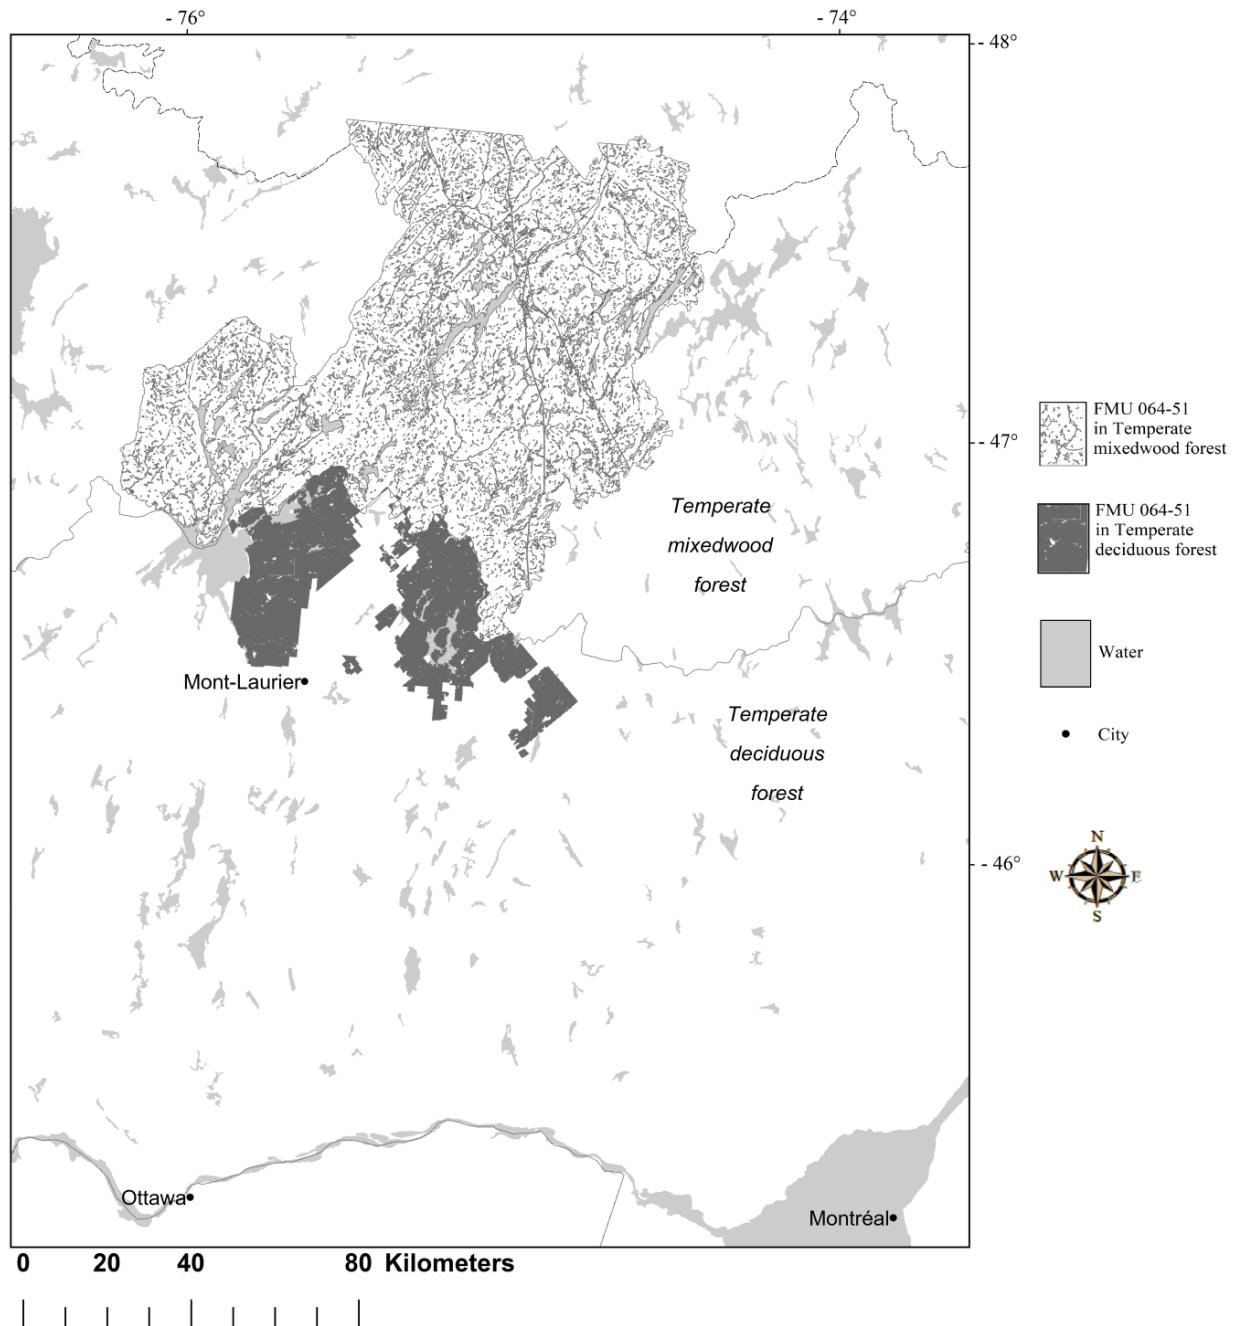 - 76°
- 74°
- 48°
FMU 064-51
in Temperate
mixedwood forest
- 47°
Temperate
mixedwood
forest
FMU 064-51
in Temperate
deciduous forest
Water
Mont-Laurier
Temperate
deciduous
forest
City
- 46°
N
W E
S
Ottawa
Montréal
0 20 40 80 Kilometers